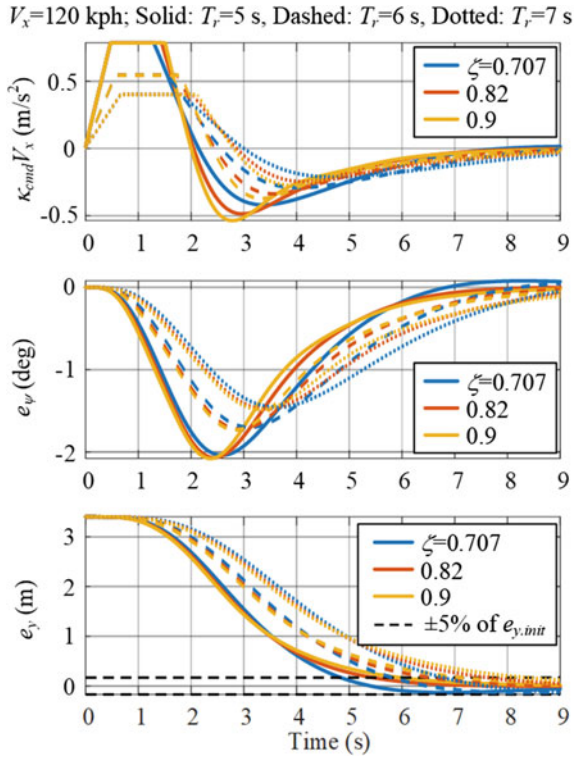 Vx=120 kph; Solid: Tr=5 s, Dashed: Tr=6 s, Dotted: Tr=7 s
κcmdVx (m/s²)
0.5
0
-0.5
ζ=0.707
0.82
0.9
0 1 2 3 4 5 6 7 8 9
eψ (deg)
0
-1
-2
ζ=0.707
0.82
0.9
0 1 2 3 4 5 6 7 8 9
ey (m)
3
2
1
0
ζ=0.707
0.82
0.9
±5% of ey.init
0 1 2 3 4 5 6 7 8 9
Time (s)